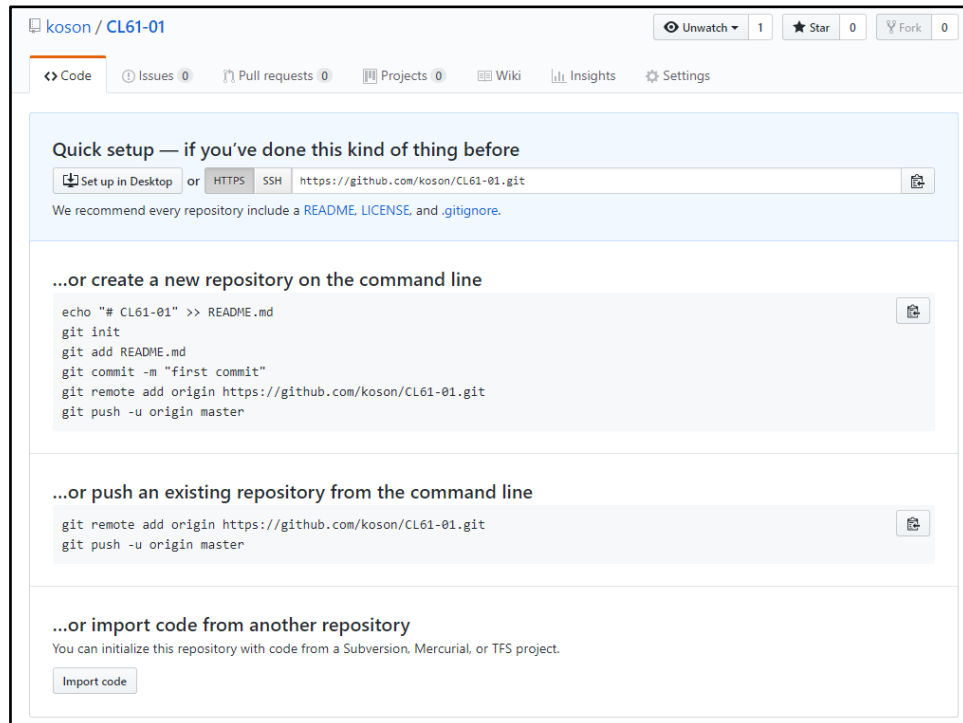 koson / CL61-01
Unwatch 1 Star 0 Fork 0
Code Issues 0 Pull requests 0 Projects 0 Wiki Insights Settings
Quick setup — if you've done this kind of thing before
Set up in Desktop or HTTPS SSH https://github.com/koson/CL61-01.git
We recommend every repository include a README, LICENSE, and .gitignore.
...or create a new repository on the command line
echo "# CL61-01" >> README.md
git init
git add README.md
git commit -m "first commit"
git remote add origin https://github.com/koson/CL61-01.git
git push -u origin master
...or push an existing repository from the command line
git remote add origin https://github.com/koson/CL61-01.git
git push -u origin master
...or import code from another repository
You can initialize this repository with code from a Subversion, Mercurial, or TFS project.
Import code